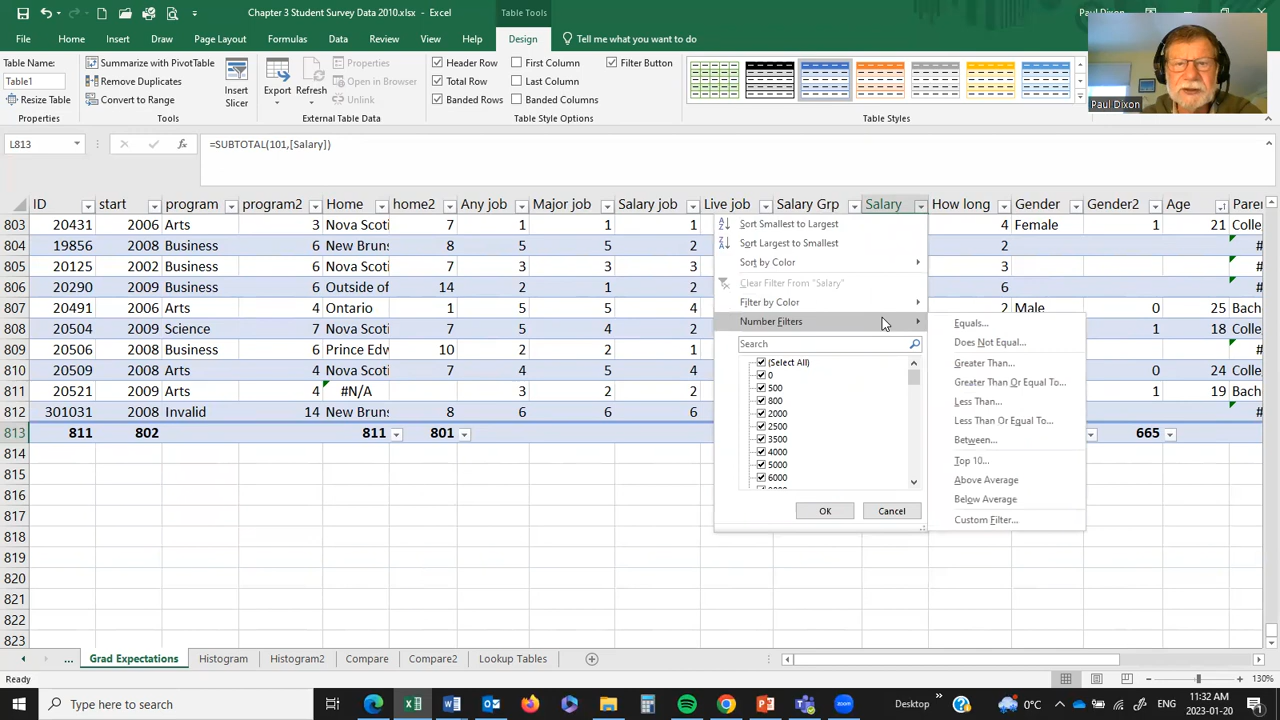 Chapter 3 Student Survey Data 2010.xlsx - Excel
Table Tools
Paul Dixon
File Home Insert Draw Page Layout Formulas Data Review View Help Design Tell me what you want to do
Table Name:
Table1
Resize Table
Properties
Summarize with PivotTable
Remove Duplicates
Convert to Range
Tools
Insert
Slicer
Export
Refresh
Properties
Open in Browser
Unlink
External Table Data
Header Row First Column Filter Button
Total Row Last Column
Banded Rows Banded Columns
Table Style Options
Table Styles
Paul Dixon
L813 fx =SUBTOTAL(101,[Salary])
ID start program program2 Home home2 Any job Major job Salary job Live job Salary Grp Salary How long Gender Gender2 Age
803 20431 2006 Arts 3 Nova Scoti 7 1 1 1 4 Female 21 Colle
804 19856 2008 Business 6 New Bruns 8 5 5 2 2 #
805 20125 2002 Business 6 Nova Scoti 7 3 3 3 3 #
806 20290 2009 Business 6 Outside of 14 2 1 2 6 #
807 20491 2006 Arts 4 Ontario 1 5 4 5 2 Male 0 25 Bach
808 20504 2009 Science 7 Nova Scoti 7 5 5 4 1 18 Colle
809 20506 2008 Business 6 Prince Edw 10 2 2 1 #
810 20509 2009 Arts 4 Nova Scoti 7 4 5 4 0 24 Colle
811 20521 2009 Arts 4 #N/A 3 2 2 1 19 Bach
812 301031 2008 Invalid 14 New Bruns 8 6 6 6 #
813 811 802 811 801 665
814
815
816
817
818
819
820
821
822
823
Sort Smallest to Largest
Sort Largest to Smallest
Sort by Color
Clear Filter From "Salary"
Filter by Color
Number Filters
Search
(Select All)
0
500
800
2000
2500
3500
4000
5000
6000
OK Cancel
Equals...
Does Not Equal...
Greater Than...
Greater Than Or Equal To...
Less Than...
Less Than Or Equal To...
Between...
Top 10...
Above Average
Below Average
Custom Filter...
... Grad Expectations Histogram Histogram2 Compare Compare2 Lookup Tables
Ready
130%
Type here to search
Desktop
0°C
11:32 AM
2023-01-20